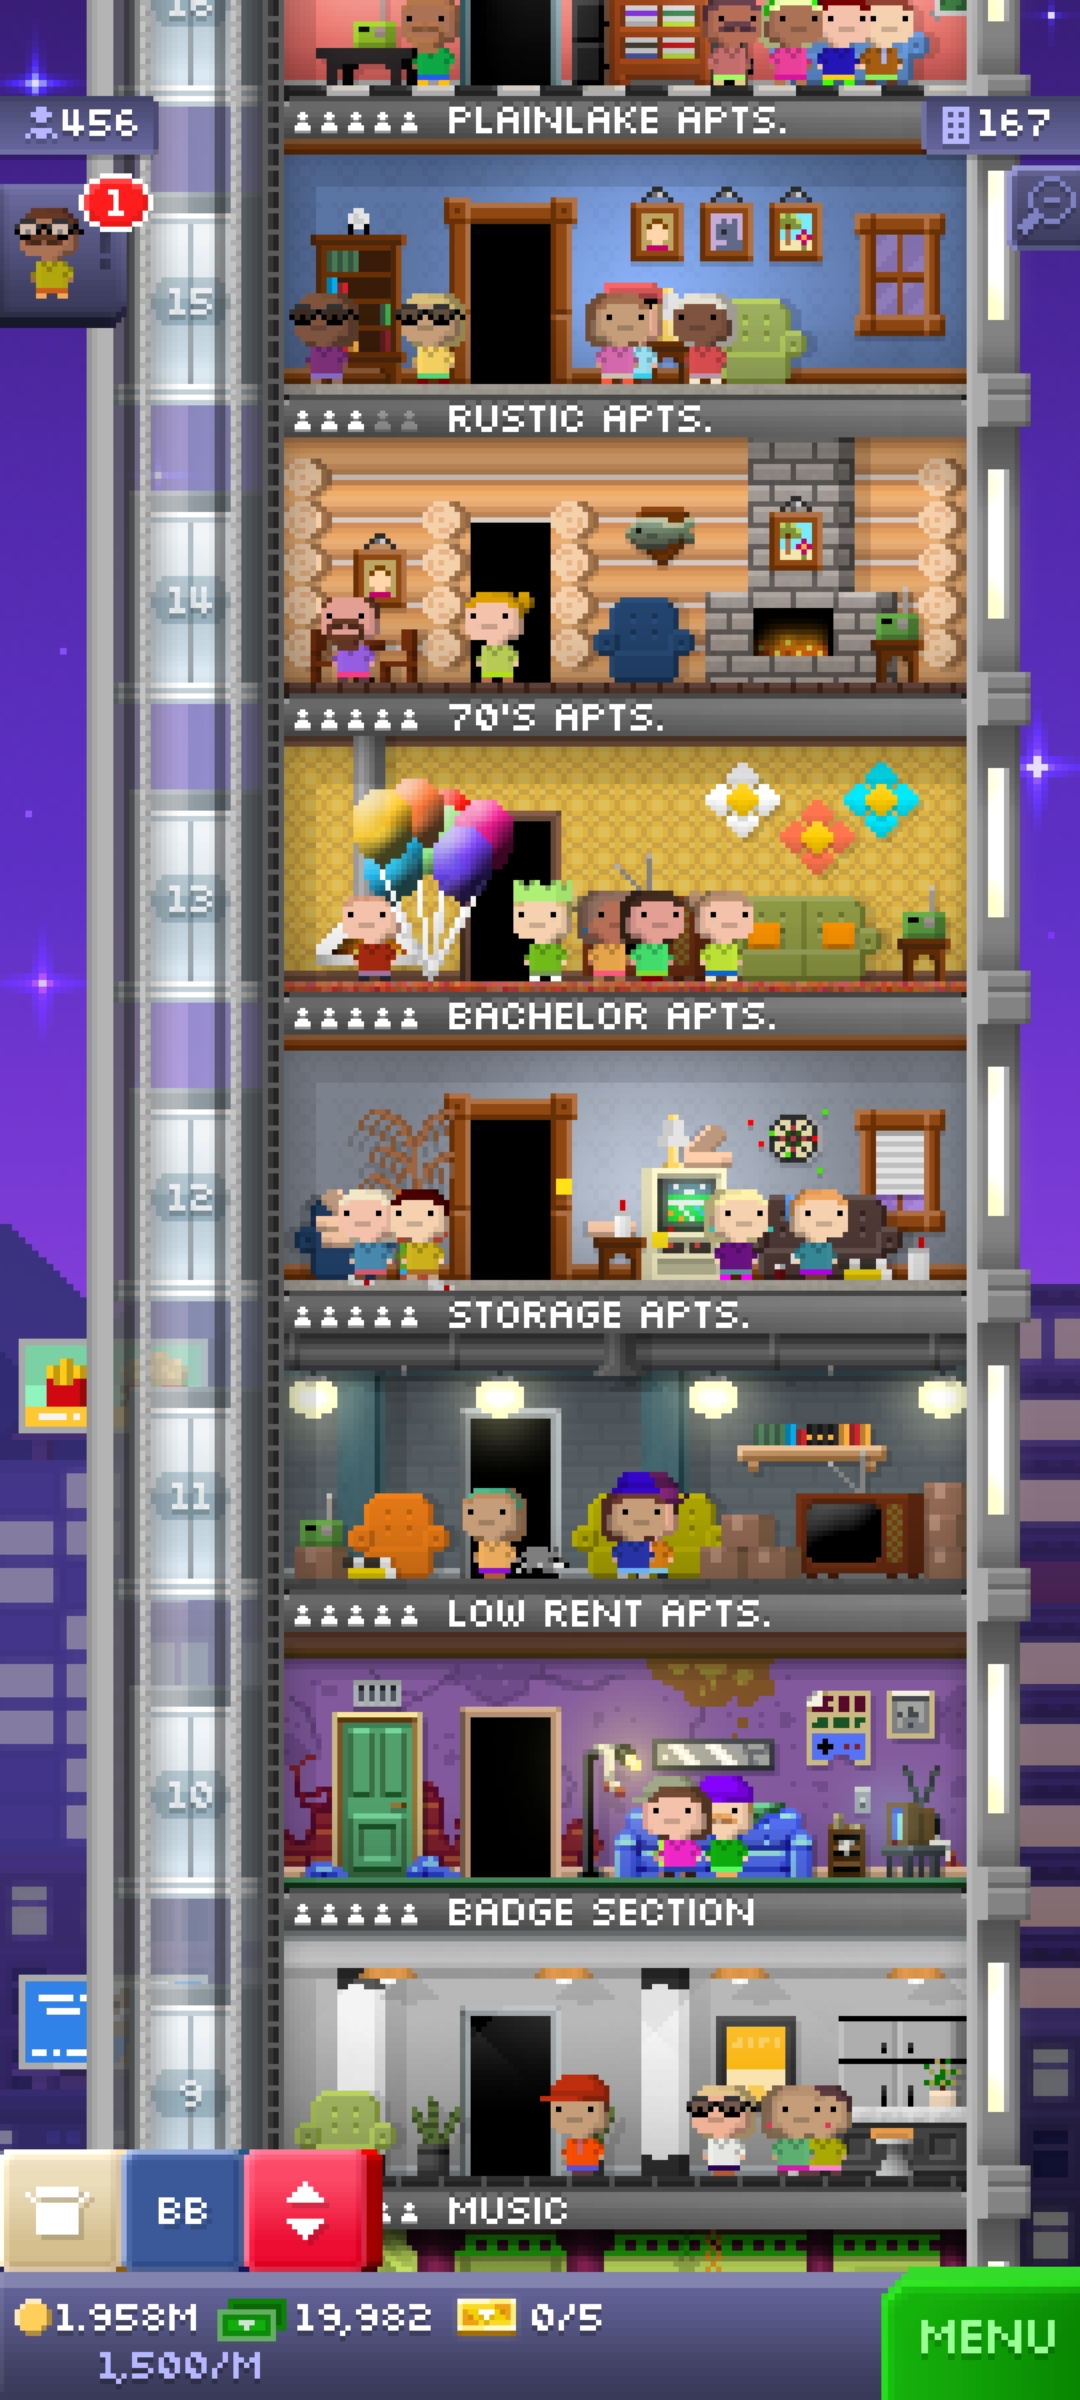 16
PLAINLAKE APTS.
456
167
1
15
RUSTIC APTS.
14
70'S APTS.
13
BACHELOR APTS.
12
STORAGE APTS.
11
LOW RENT APTS.
10
BADGE SECTION
9
MUSIC
BB
1.958M 19,982 0/5
1,500/M
MENU